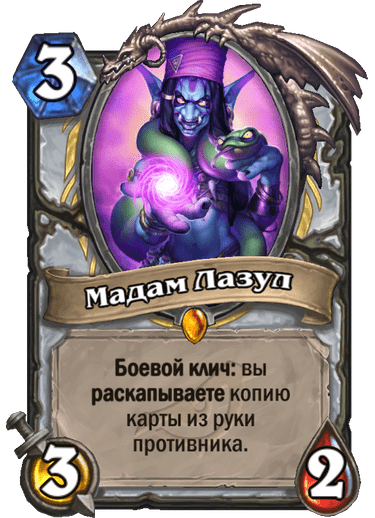 3
Мадам Лазул
Боевой клич: вы
раскапываете копию
карты из руки
противника.
3
2